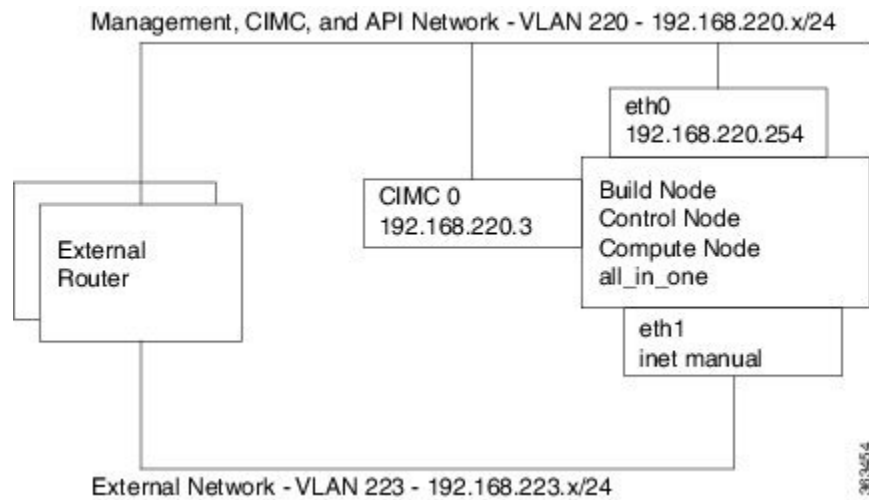 Management, CIMC, and API Network - VLAN 220 - 192.168.220.x/24
eth0
192.168.220.254
CIMC 0
192.168.220.3
Build Node
Control Node
Compute Node
all_in_one
External
Router
eth1
inet manual
External Network - VLAN 223 - 192.168.223.x/24
363454